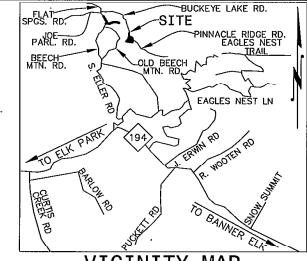 FLAT
SPGS. RD.
BUCKEYE LAKE RD.
SITE
JOE
PARL. RD.
PINNACLE RIDGE RD.
EAGLES NEST
TRAIL
BEECH
MTN. RD.
OLD BEECH
MTN. RD.
S. ELLER RD
EAGLES NEST LN
194
TO ELK PARK
J. ERWIN RD
R. WOOTEN RD
BARLOW RD
CURTIS
CREEK RD
PUCKETT RD
SNOW SUMMIT
TO BANNER ELK
VICINITY MAP